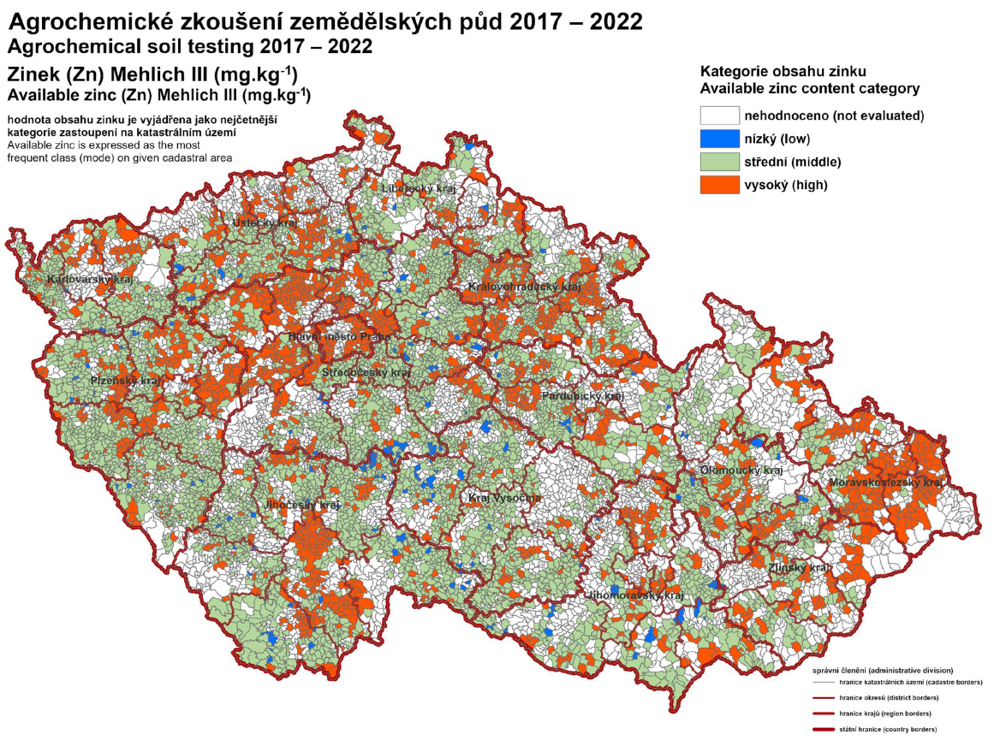 Agrochemické zkoušení zemědělských půd 2017 – 2022
Agrochemical soil testing 2017 – 2022
Zinek (Zn) Mehlich III (mg.kg⁻¹)
Available zinc (Zn) Mehlich III (mg.kg⁻¹)
hodnota obsahu zinku je vyjádřena jako nejčetnější
kategorie zastoupení na katastrálním území
Available zinc is expressed as the most
frequent class (mode) on given cadastral area
Kategorie obsahu zinku
Available zinc content category
nehodnoceno (not evaluated)
nízký (low)
střední (middle)
vysoký (high)
Liberecký kraj
Ústecký kraj
Karlovarský kraj
Královohradecký kraj
Hlavní město Praha
Středočeský kraj
Plzeňský kraj
Pardubický kraj
Olomoucký kraj
Moravskoslezský kraj
Kraj Vysočina
Jihočeský kraj
Zlínský kraj
Jihomoravský kraj
správní členění (administrative division)
hranice katastrálních území (cadastre borders)
hranice okresů (district borders)
hranice krajů (region borders)
státní hranice (country borders)